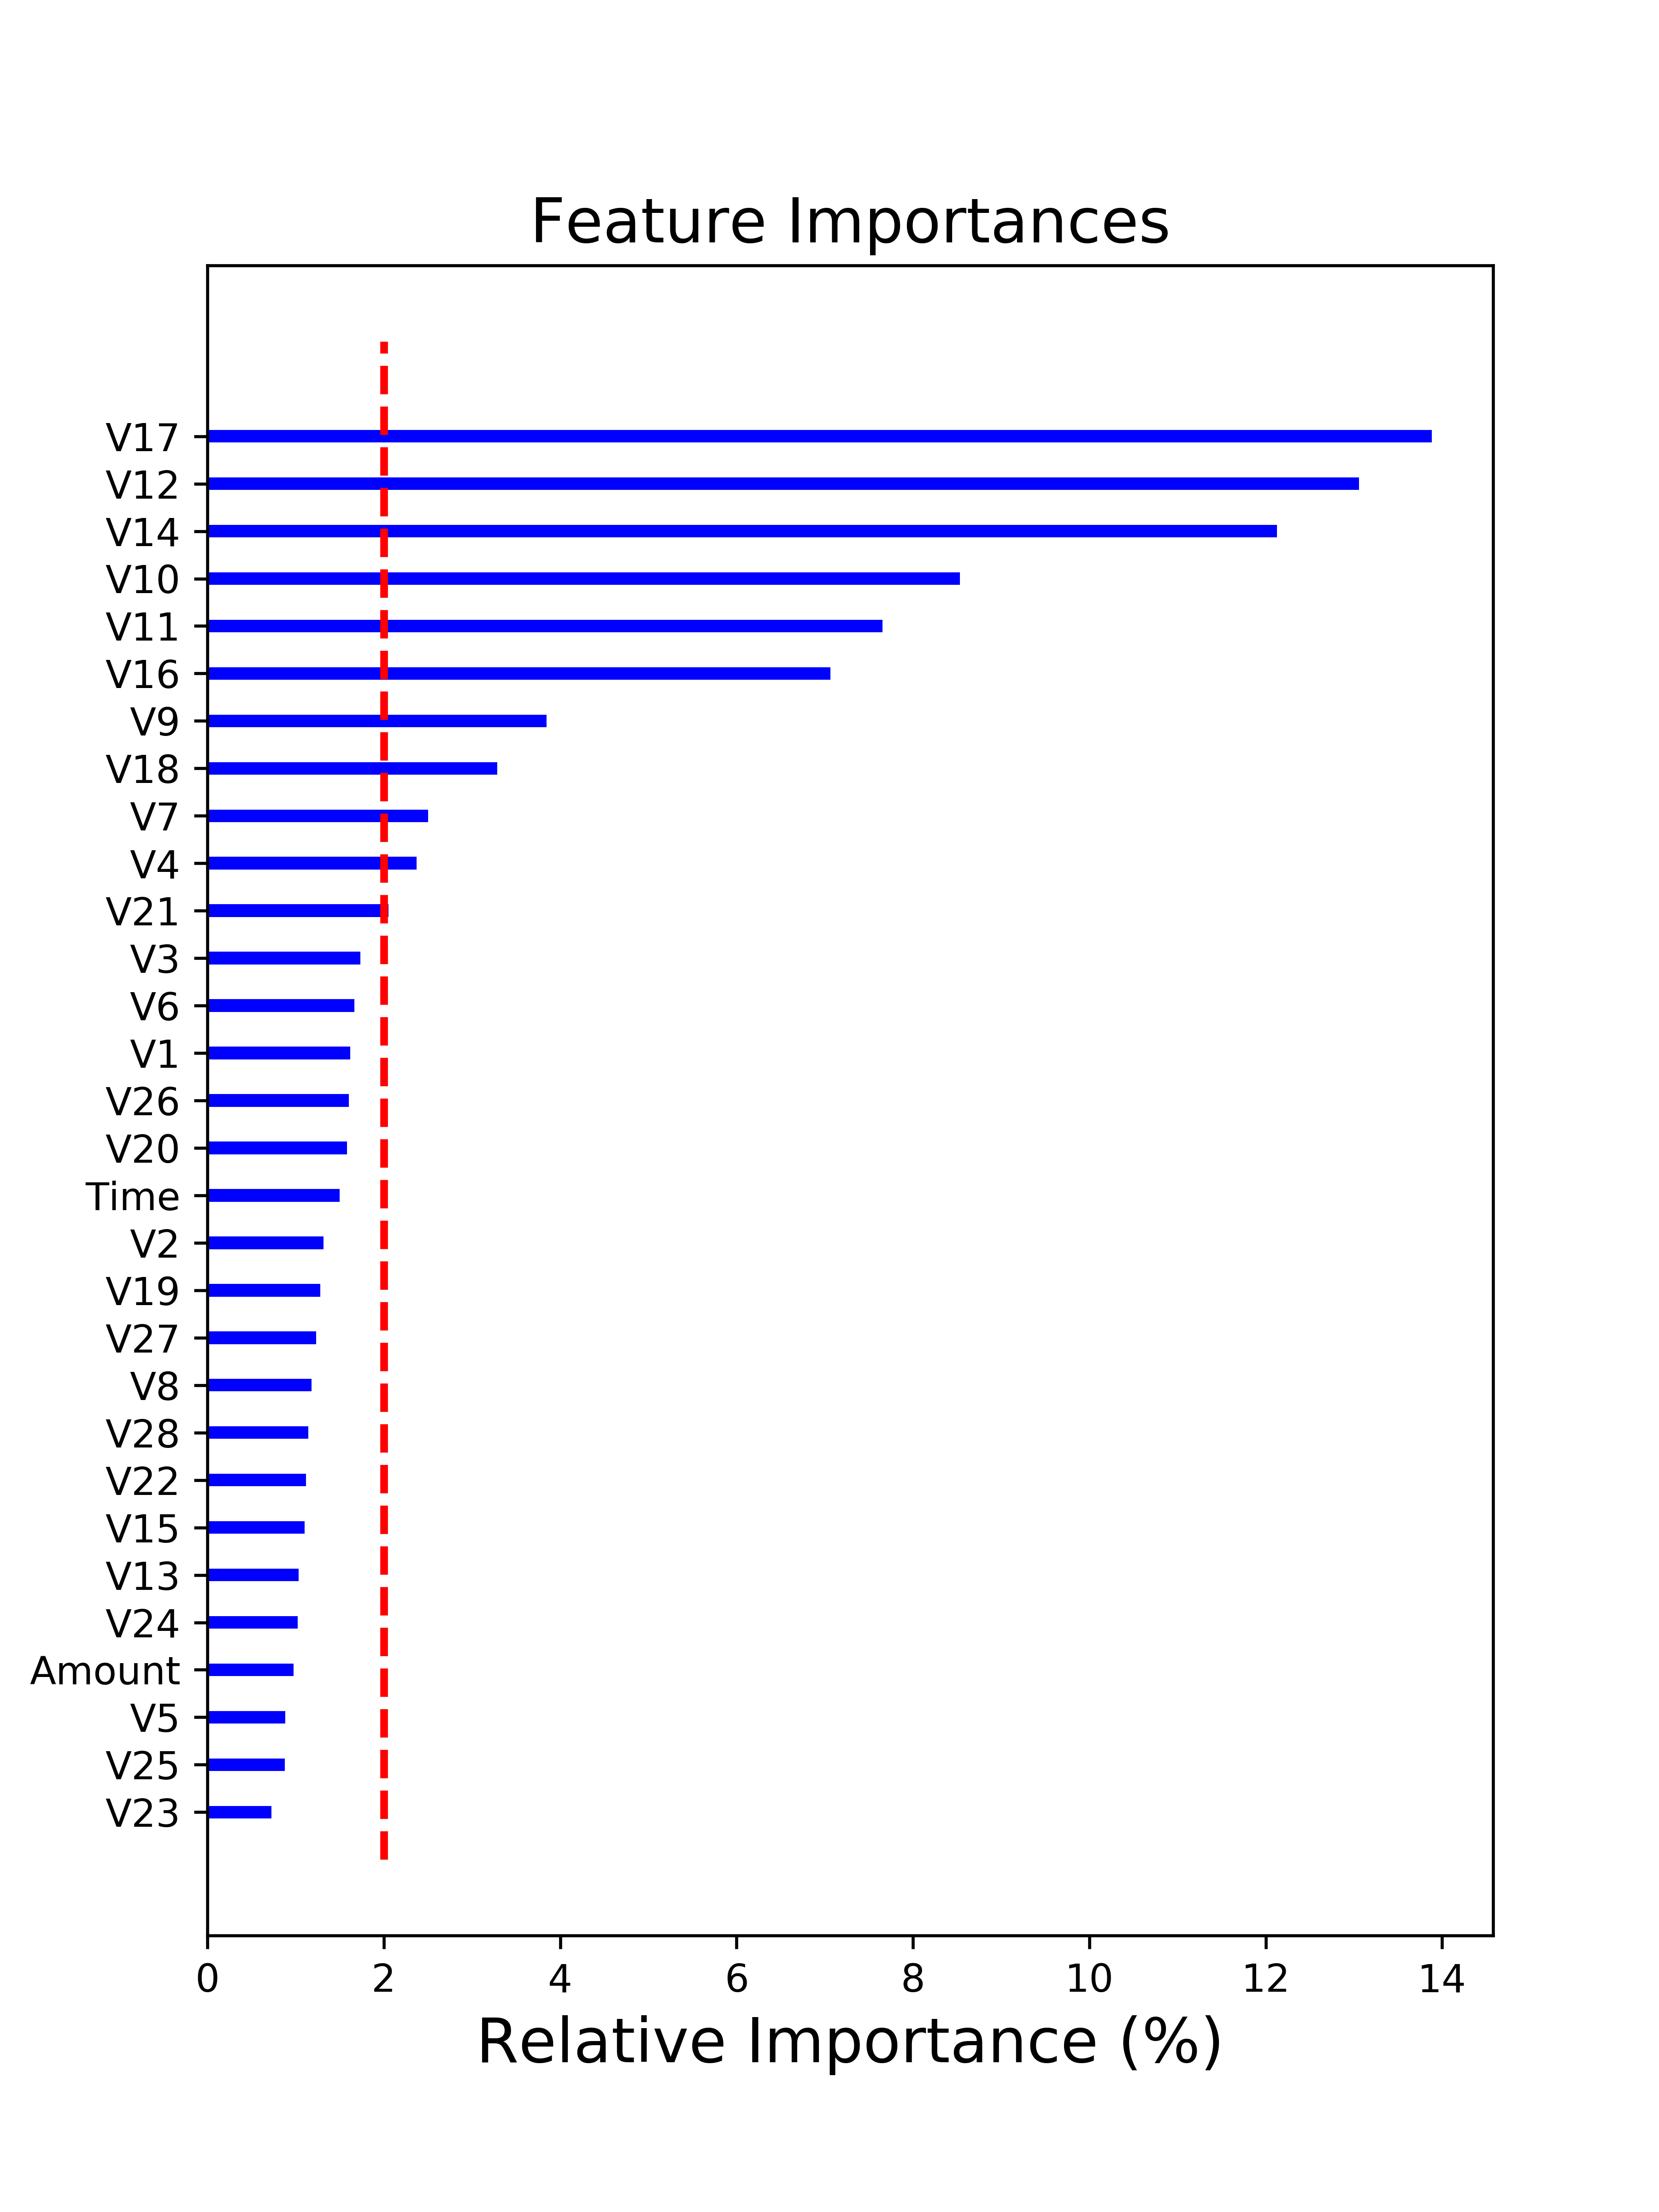 Feature Importances
V17
V12
V14
V10
V11
V16
V9
V18
V7
V4
V21
V3
V6
V1
V26
V20
Time
V2
V19
V27
V8
V28
V22
V15
V13
V24
Amount
V5
V25
V23
0 2 4 6 8 10 12 14
Relative Importance (%)